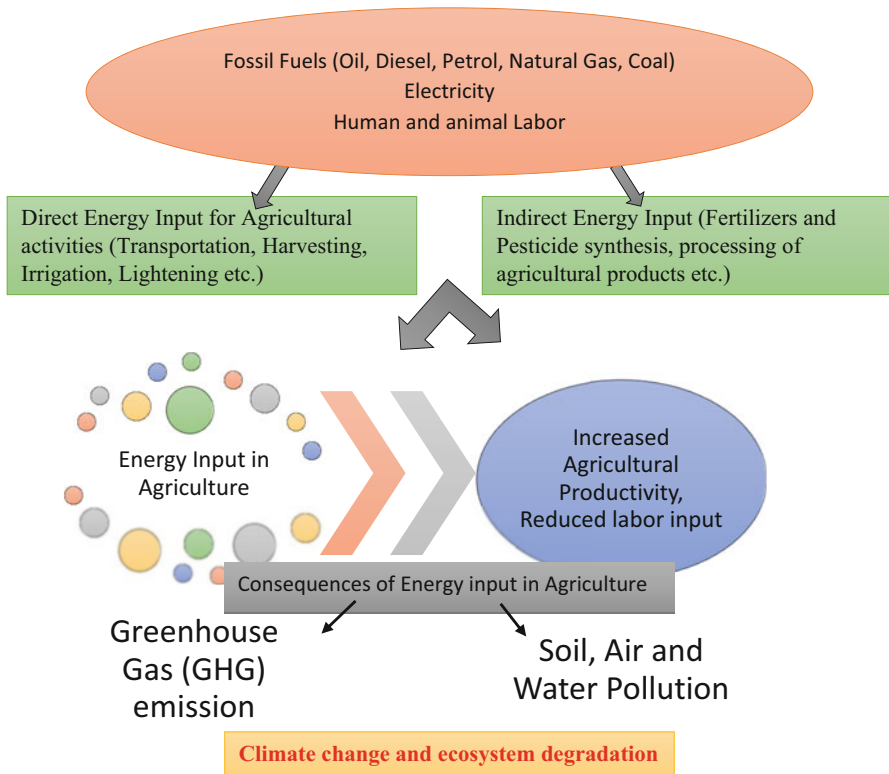 Fossil Fuels (Oil, Diesel, Petrol, Natural Gas, Coal)
Electricity
Human and animal Labor
Direct Energy Input for Agricultural
activities (Transportation, Harvesting,
Irrigation, Lightening etc.)
Indirect Energy Input (Fertilizers and
Pesticide synthesis, processing of
agricultural products etc.)
Energy Input in
Agriculture
Increased
Agricultural
Productivity,
Reduced labor input
Consequences of Energy input in Agriculture
Greenhouse
Gas (GHG)
emission
Soil, Air and
Water Pollution
Climate change and ecosystem degradation